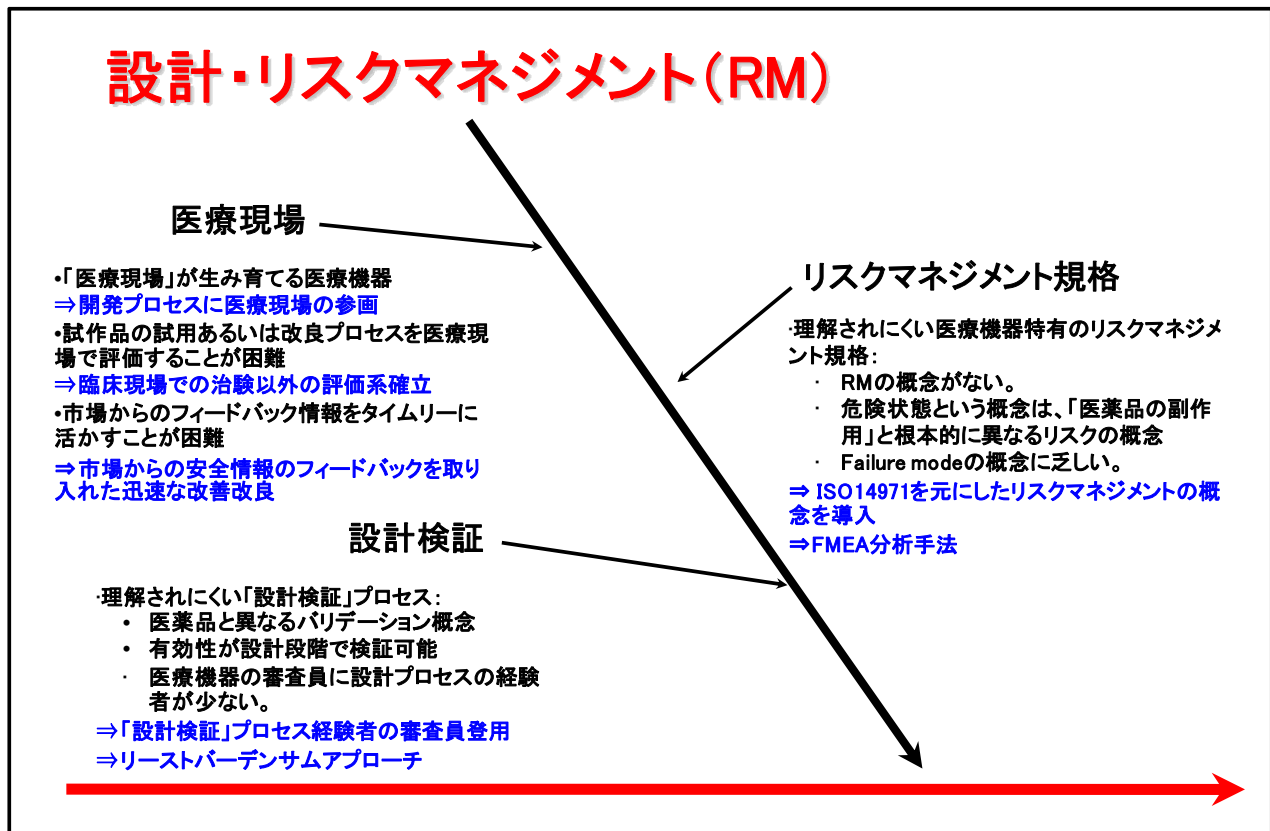 設計・リスクマネジメント（RM）
医療現場
•「医療現場」が生み育てる医療機器
⇒開発プロセスに医療現場の参画
•試作品の試用あるいは改良プロセスを医療現
場で評価することが困難
⇒臨床現場での治験以外の評価系確立
•市場からのフィードバック情報をタイムリーに
活かすことが困難
⇒市場からの安全情報のフィードバックを取り
入れた迅速な改善改良
リスクマネジメント規格
·理解されにくい医療機器特有のリスクマネジメ
ント規格：
· RMの概念がない。
· 危険状態という概念は、「医薬品の副作
用」と根本的に異なるリスクの概念
· Failure modeの概念に乏しい。
⇒ ISO14971を元にしたリスクマネジメントの概
念を導入
⇒FMEA分析手法
設計検証
·理解されにくい「設計検証」プロセス：
• 医薬品と異なるバリデーション概念
• 有効性が設計段階で検証可能
· 医療機器の審査員に設計プロセスの経験
者が少ない。
⇒「設計検証」プロセス経験者の審査員登用
⇒リーストバーデンサムアプローチ